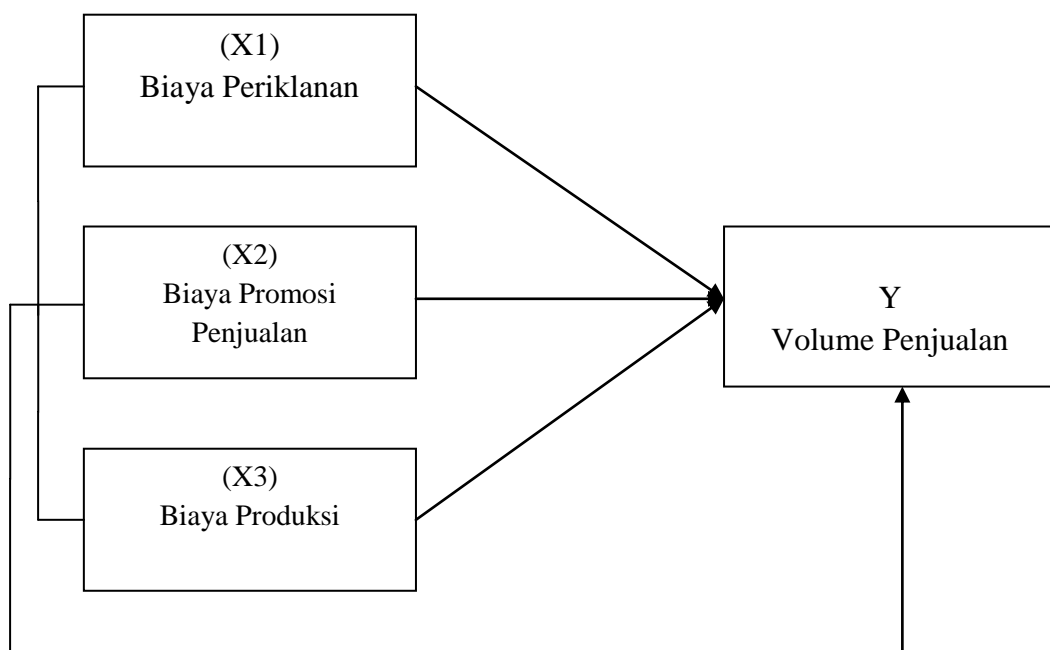 (X1)
Biaya Periklanan
(X2)
Biaya Promosi
Penjualan
(X3)
Biaya Produksi
Y
Volume Penjualan